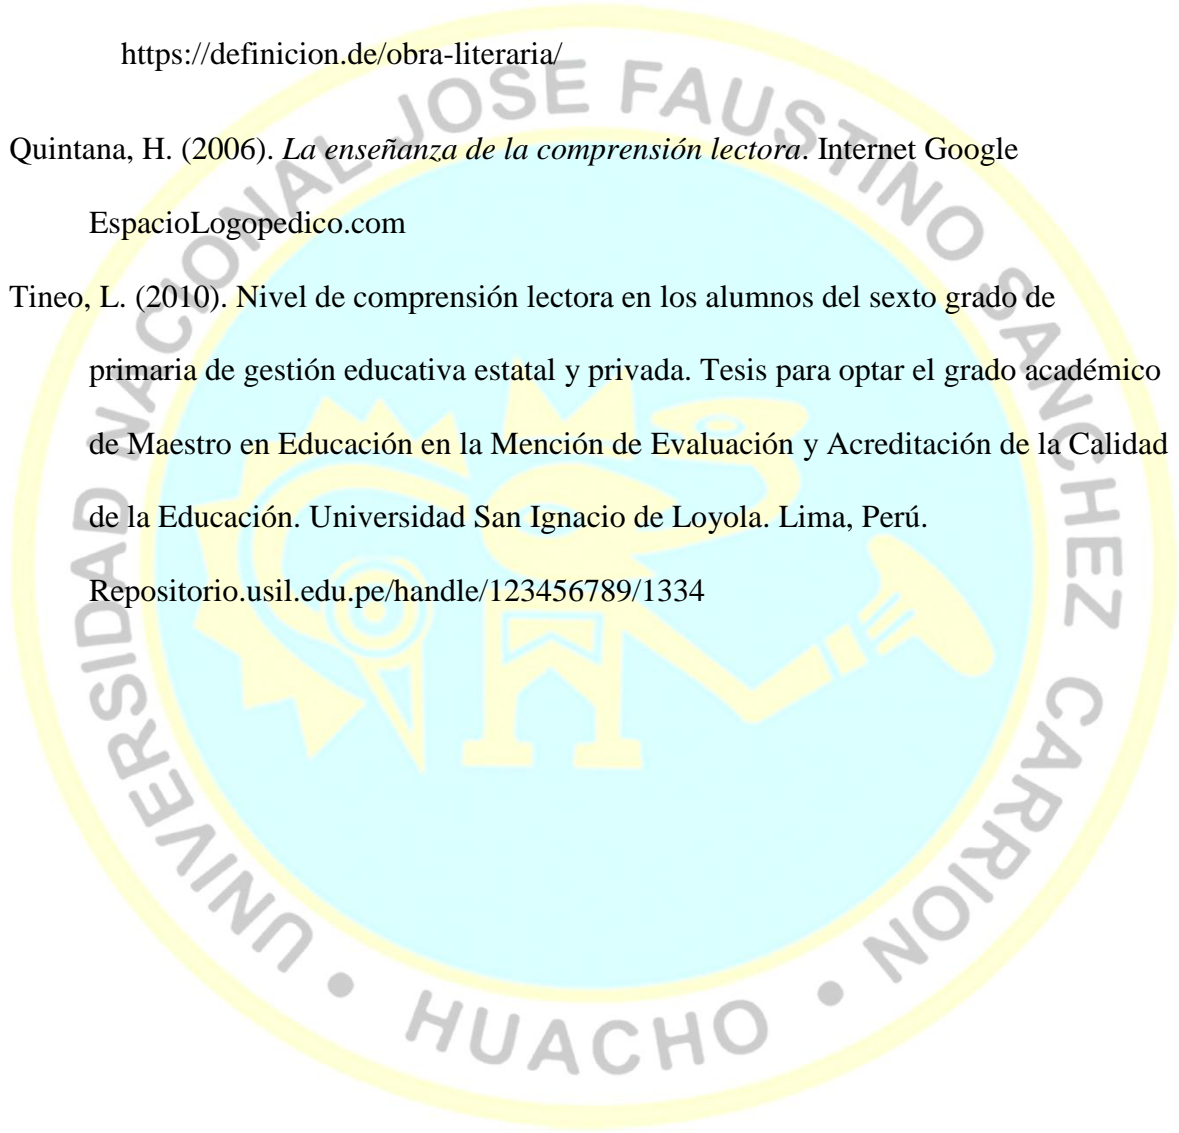 https://definicion.de/obra-literaria/
Quintana, H. (2006). La enseñanza de la comprensión lectora. Internet Google
EspacioLogopedico.com
Tineo, L. (2010). Nivel de comprensión lectora en los alumnos del sexto grado de
primaria de gestión educativa estatal y privada. Tesis para optar el grado académico
de Maestro en Educación en la Mención de Evaluación y Acreditación de la Calidad
de la Educación. Universidad San Ignacio de Loyola. Lima, Perú.
Repositorio.usil.edu.pe/handle/123456789/1334
UNIVERSIDAD NACIONAL JOSE FAUSTINO SANCHEZ CARRION • HUACHO •